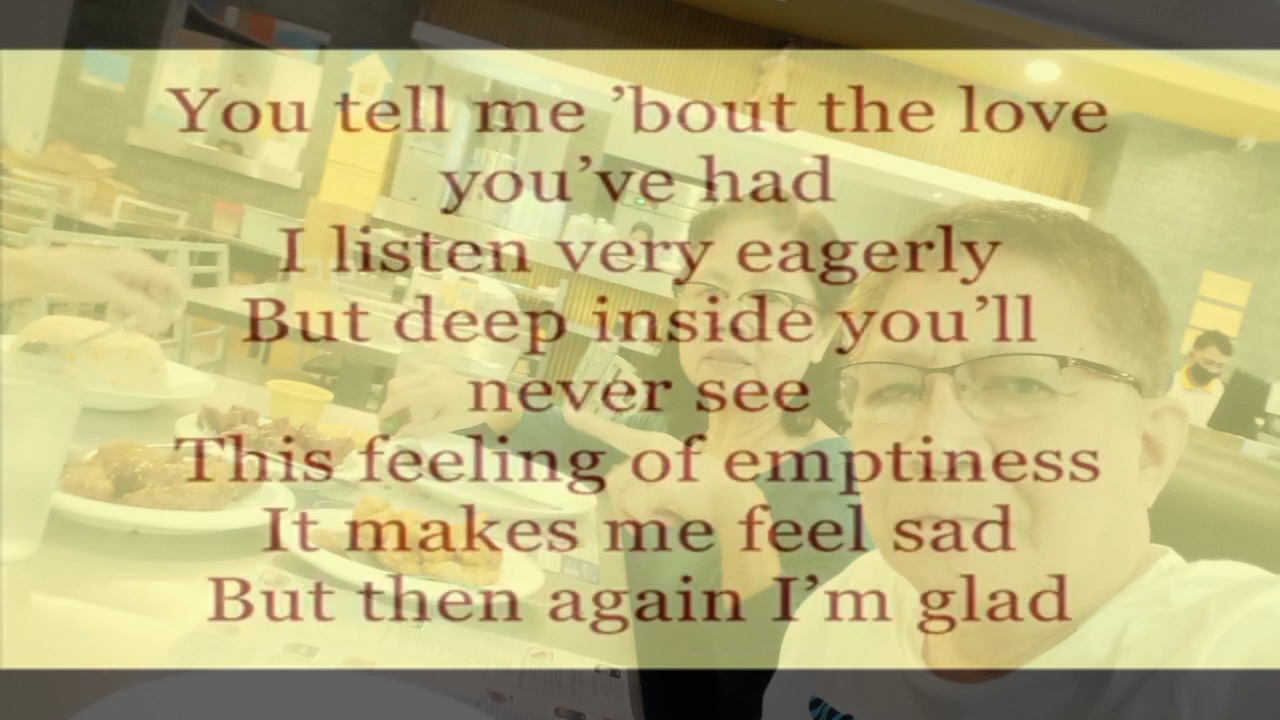 You tell me ’bout the love
you’ve had
I listen very eagerly
But deep inside you’ll
never see
This feeling of emptiness
It makes me feel sad
But then again I’m glad